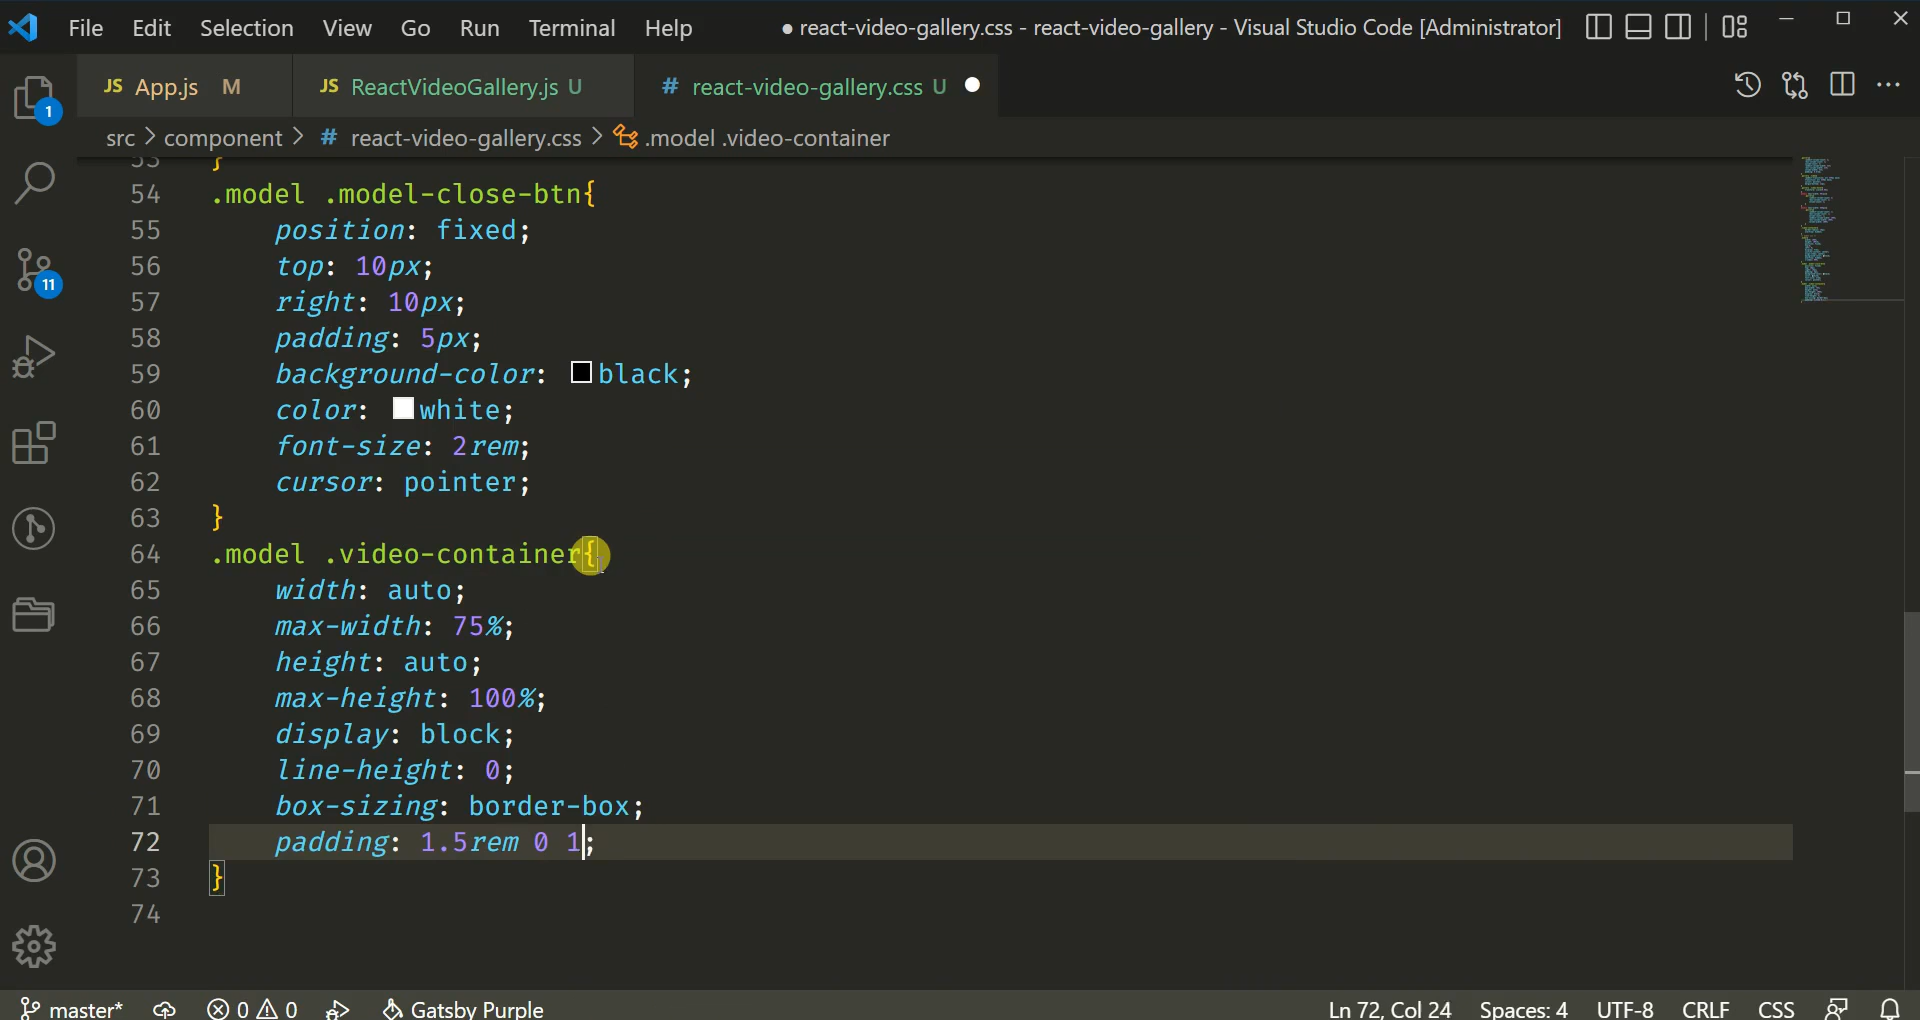 File Edit Selection View Go Run Terminal Help ● react-video-gallery.css - react-video-gallery - Visual Studio Code [Administrator]
JS App.js M JS ReactVideoGallery.js U # react-video-gallery.css U
src > component > # react-video-gallery.css > .model .video-container
53 }
54 .model .model-close-btn{
55 position: fixed;
56 top: 10px;
57 right: 10px;
58 padding: 5px;
59 background-color: black;
60 color: white;
61 font-size: 2rem;
62 cursor: pointer;
63 }
64 .model .video-container{
65 width: auto;
66 max-width: 75%;
67 height: auto;
68 max-height: 100%;
69 display: block;
70 line-height: 0;
71 box-sizing: border-box;
72 padding: 1.5rem 0 1;
73 }
74
1
11
master* 0 0 Gatsby Purple Ln 72, Col 24 Spaces: 4 UTF-8 CRLF CSS